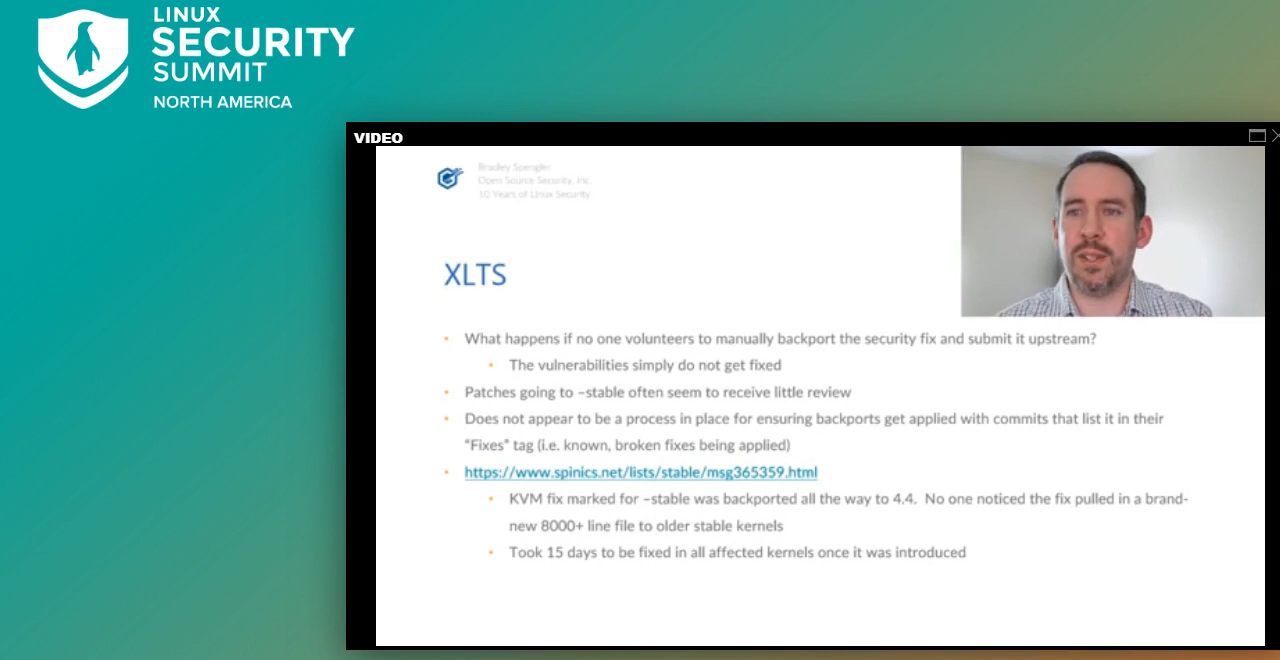 LINUX
SECURITY
SUMMIT
NORTH AMERICA
VIDEO
Bradley Spengler
Open Source Security, Inc.
10 Years of Linux Security
XLTS
• What happens if no one volunteers to manually backport the security fix and submit it upstream?
• The vulnerabilities simply do not get fixed
• Patches going to –stable often seem to receive little review
• Does not appear to be a process in place for ensuring backports get applied with commits that list it in their
“Fixes” tag (i.e. known, broken fixes being applied)
• https://www.spinics.net/lists/stable/msg365359.html
• KVM fix marked for –stable was backported all the way to 4.4.  No one noticed the fix pulled in a brand-
new 8000+ line file to older stable kernels
• Took 15 days to be fixed in all affected kernels once it was introduced